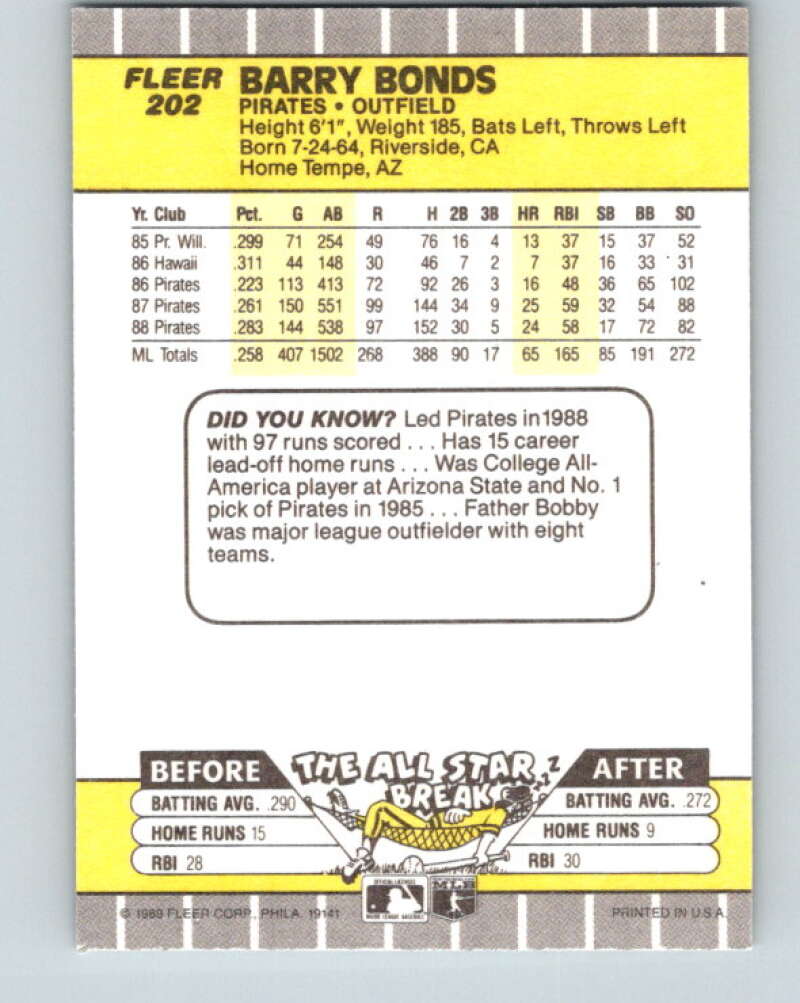 FLEER BARRY BONDS
202 PIRATES • OUTFIELD
Height 6'1", Weight 185, Bats Left, Throws Left
Born 7-24-64, Riverside, CA
Home Tempe, AZ
Yr. Club Pct. G AB R H 2B 3B HR RBI SB BB SO
85 Pr. Will. .299 71 254 49 76 16 4 13 37 15 37 52
86 Hawaii .311 44 148 30 46 7 2 7 37 16 33 31
86 Pirates .223 113 413 72 92 26 3 16 48 36 65 102
87 Pirates .261 150 551 99 144 34 9 25 59 32 54 88
88 Pirates .283 144 538 97 152 30 5 24 58 17 72 82
ML Totals .258 407 1502 268 388 90 17 65 165 85 191 272
DID YOU KNOW? Led Pirates in 1988
with 97 runs scored . . . Has 15 career
lead-off home runs . . . Was College All-
America player at Arizona State and No. 1
pick of Pirates in 1985 . . . Father Bobby
was major league outfielder with eight
teams.
BEFORE THE ALL STAR BREAK AFTER
zzz
BATTING AVG. .290 BATTING AVG. .272
HOME RUNS 15 HOME RUNS 9
RBI 28 RBI 30
MLB
MAJOR LEAGUE BASEBALL
© 1989 FLEER CORP., PHILA. 19141 PRINTED IN U.S.A.